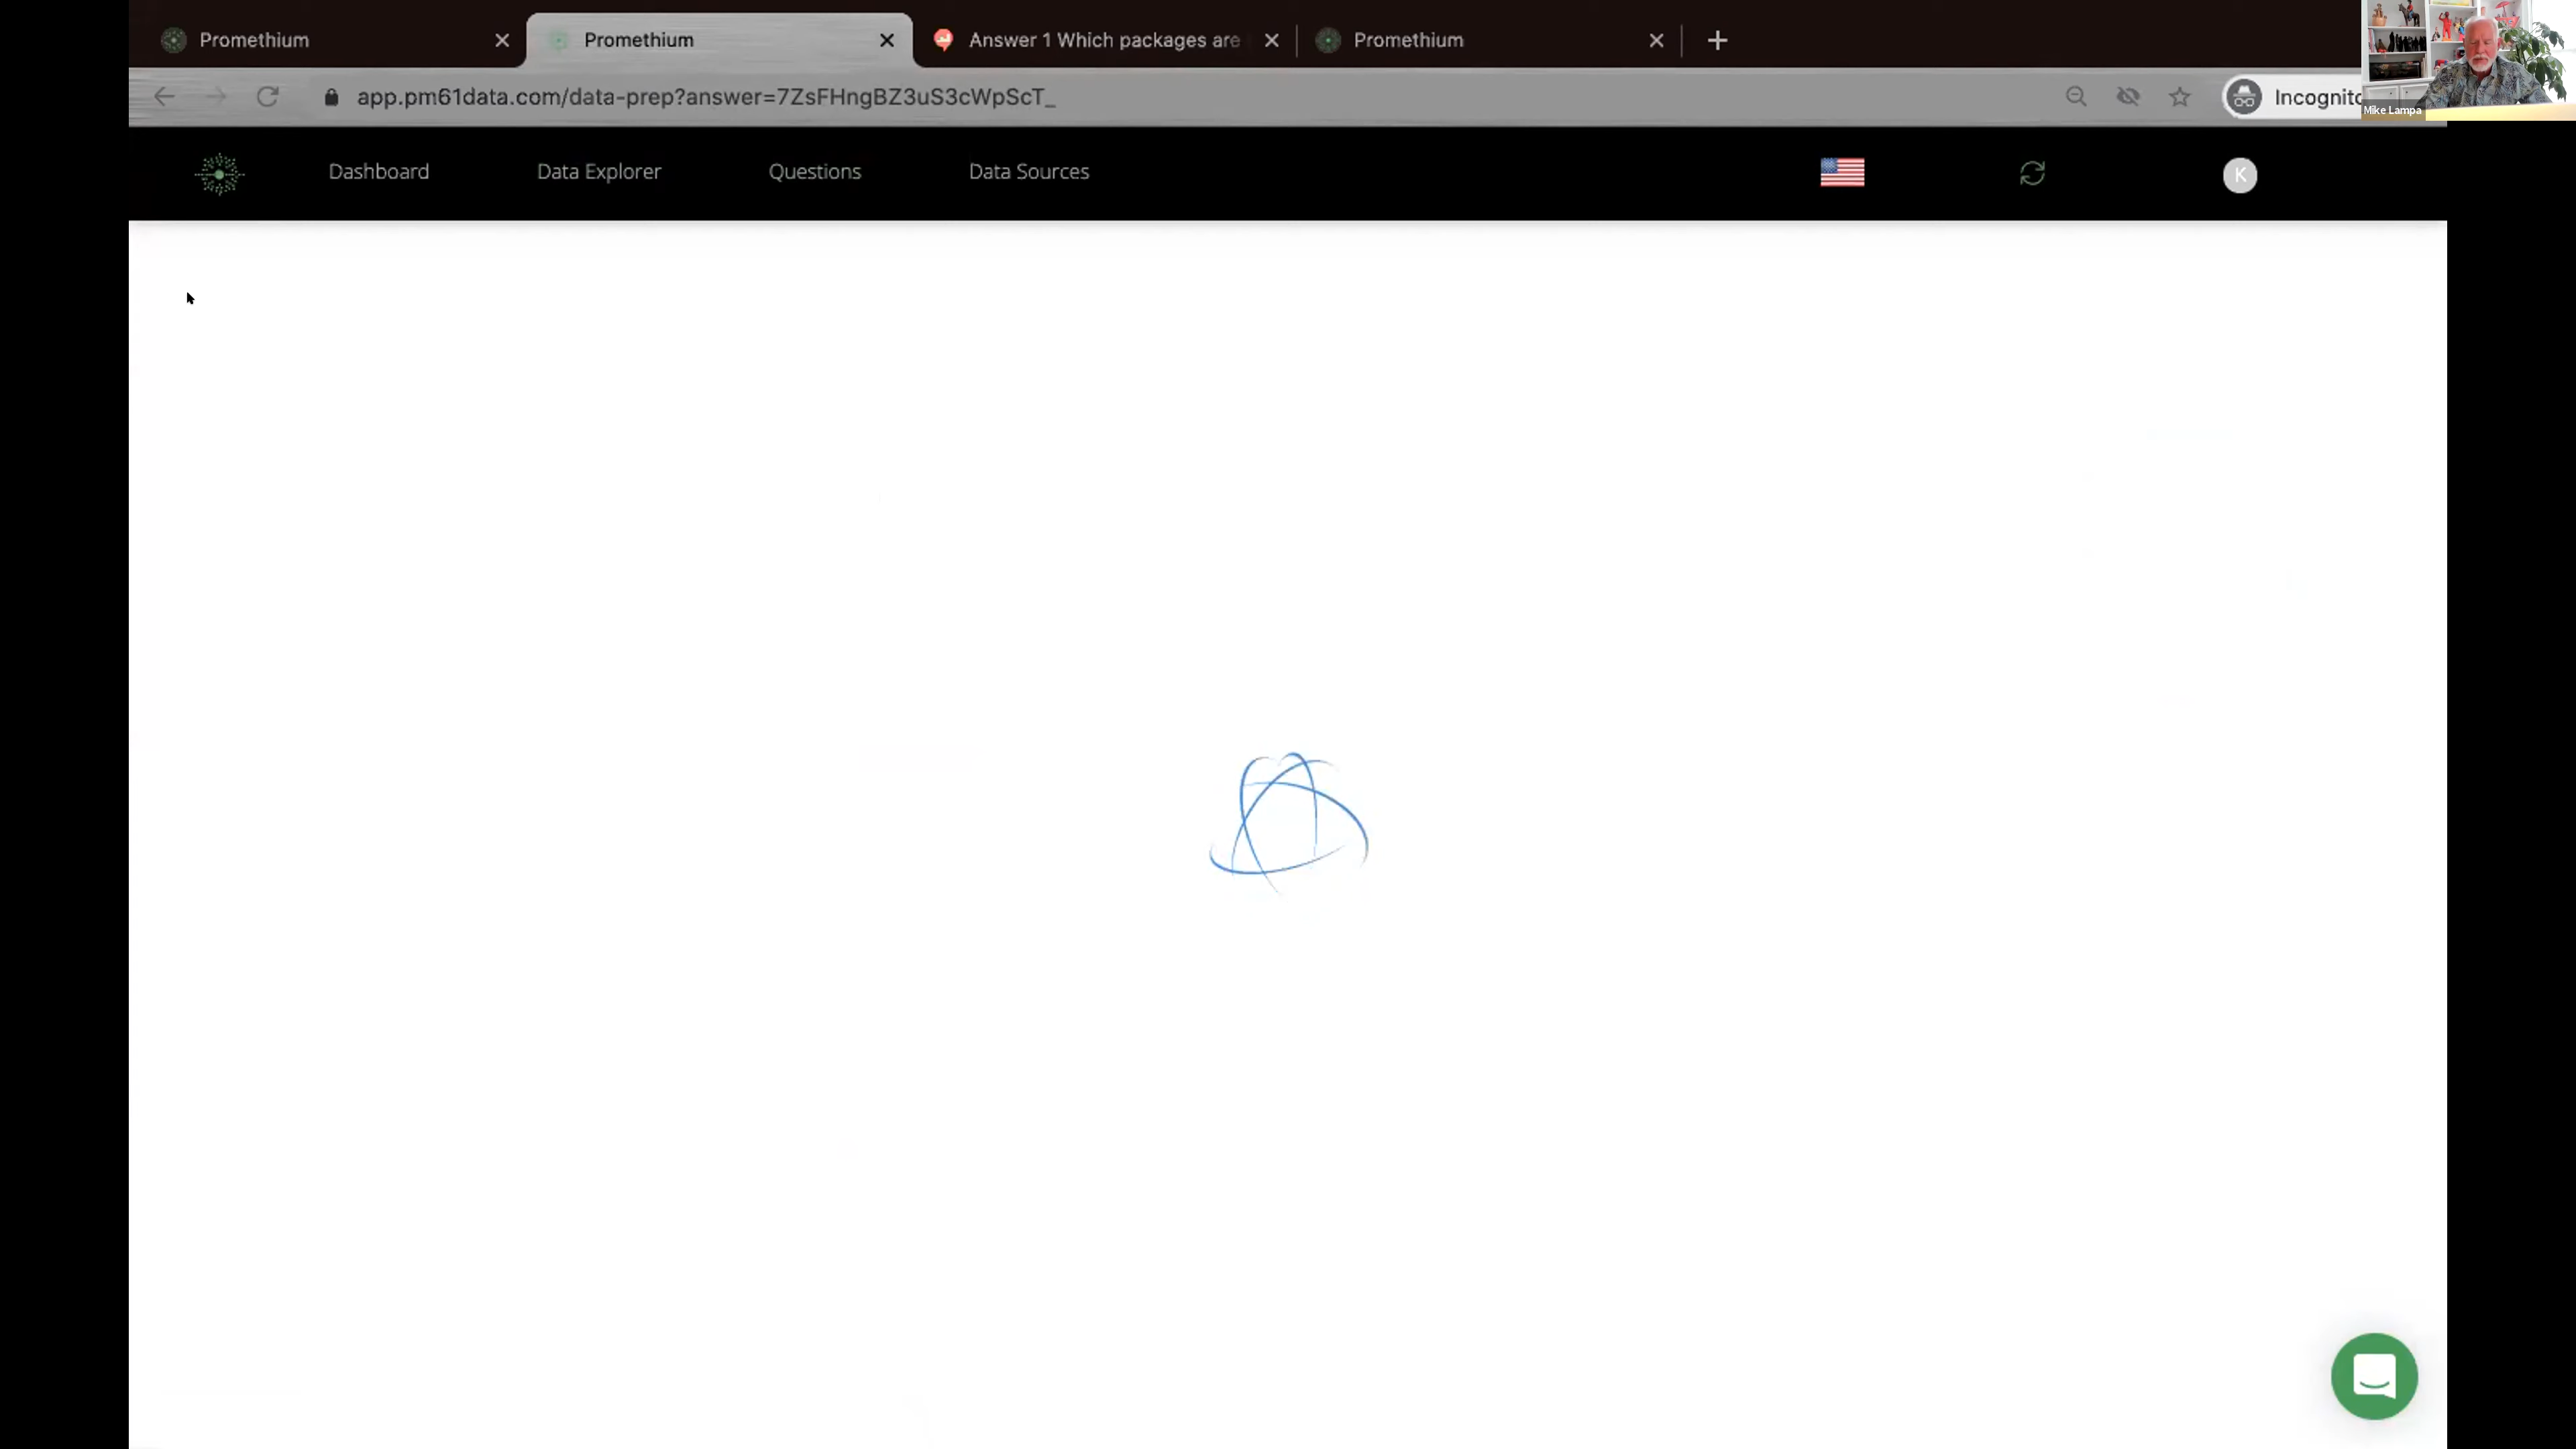 Promethium
Promethium
Answer 1 Which packages are
Promethium
app.pm61data.com/data-prep?answer=7ZsFHngBZ3uS3cWpScT_
Incognito
Mike Lampa
Dashboard
Data Explorer
Questions
Data Sources
K